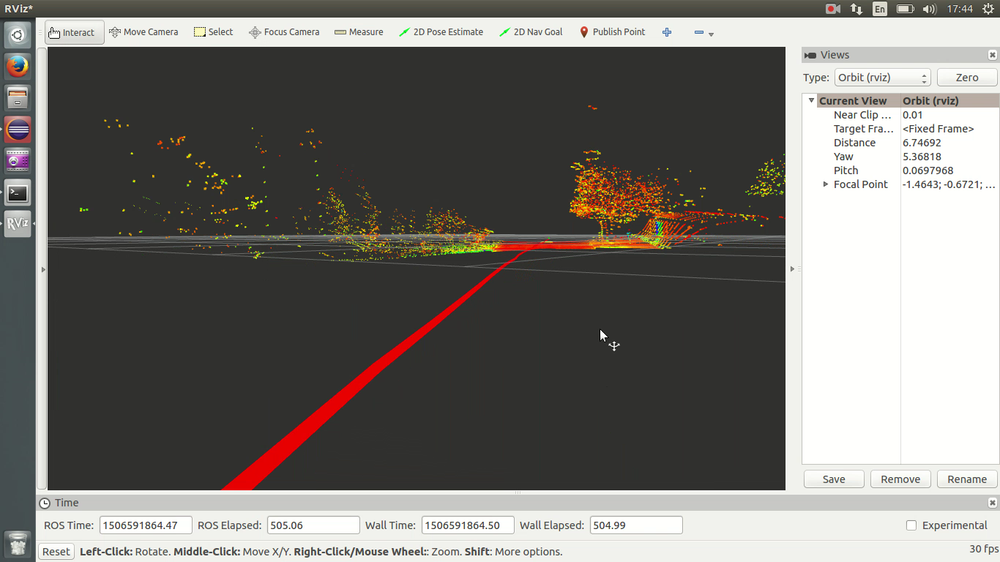 RViz*
En
17:44
Interact Move Camera Select Focus Camera Measure 2D Pose Estimate 2D Nav Goal Publish Point
Views
Type: Orbit (rviz) Zero
Current View Orbit (rviz)
Near Clip ... 0.01
Target Fra... <Fixed Frame>
Distance 6.74692
Yaw 5.36818
Pitch 0.0697968
Focal Point -1.4643; -0.6721; ...
RViz
Save Remove Rename
Time
ROS Time: 1506591864.47 ROS Elapsed: 505.06 Wall Time: 1506591864.50 Wall Elapsed: 504.99 Experimental
Reset Left-Click: Rotate. Middle-Click: Move X/Y. Right-Click/Mouse Wheel:: Zoom. Shift: More options. 30 fps